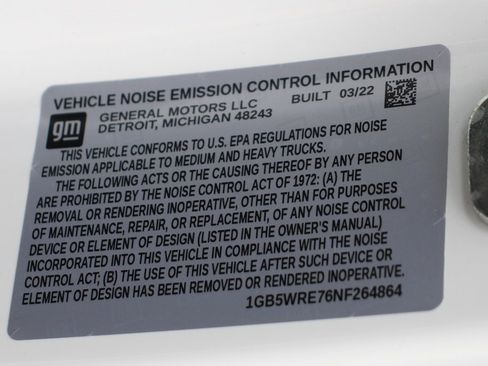 VEHICLE NOISE EMISSION CONTROL INFORMATION
gm
GENERAL MOTORS LLC BUILT 03/22
DETROIT, MICHIGAN 48243
THIS VEHICLE CONFORMS TO U.S. EPA REGULATIONS FOR NOISE
EMISSION APPLICABLE TO MEDIUM AND HEAVY TRUCKS.
THE FOLLOWING ACTS OR THE CAUSING THEREOF BY ANY PERSON
ARE PROHIBITED BY THE NOISE CONTROL ACT OF 1972: (A) THE
REMOVAL OR RENDERING INOPERATIVE, OTHER THAN FOR PURPOSES
OF MAINTENANCE, REPAIR, OR REPLACEMENT, OF ANY NOISE CONTROL
DEVICE OR ELEMENT OF DESIGN (LISTED IN THE OWNER'S MANUAL)
INCORPORATED INTO THIS VEHICLE IN COMPLIANCE WITH THE NOISE
CONTROL ACT; (B) THE USE OF THIS VEHICLE AFTER SUCH DEVICE OR
ELEMENT OF DESIGN HAS BEEN REMOVED OR RENDERED INOPERATIVE.
1GB5WRE76NF264864